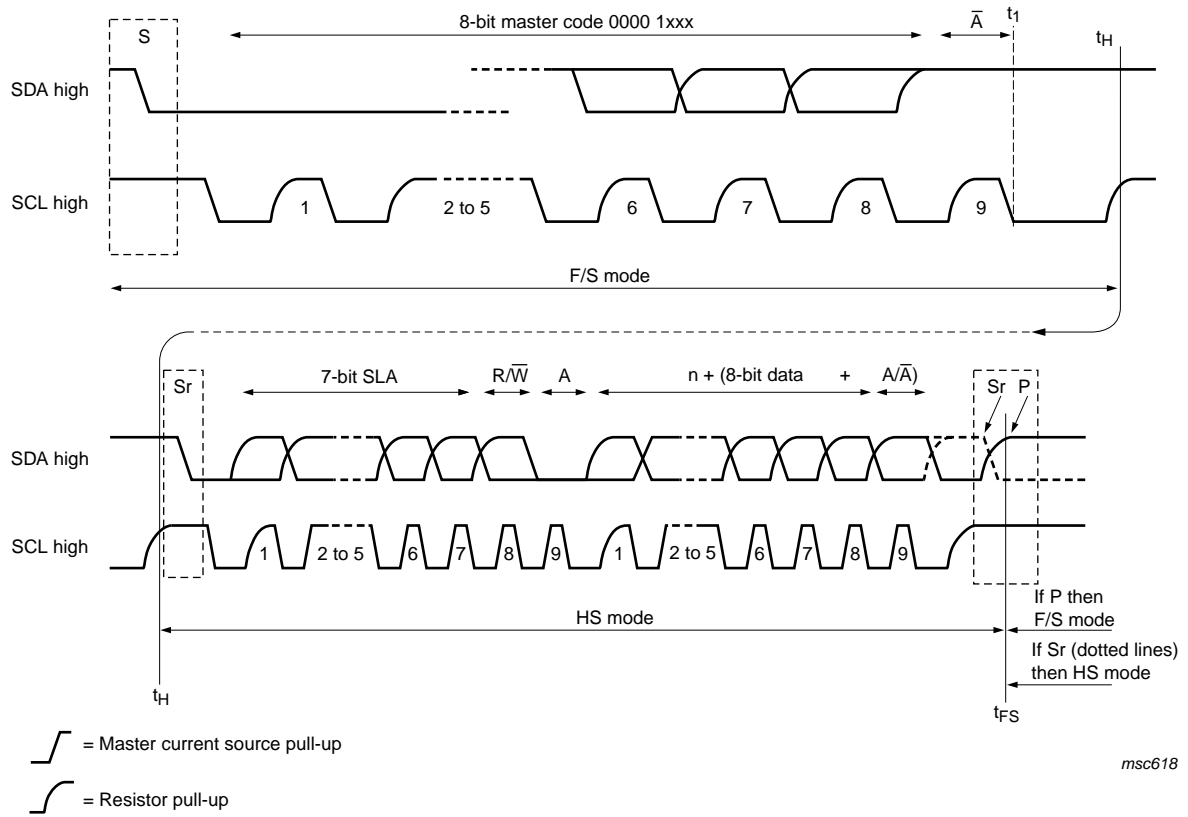 8-bit master code 0000 1xxx
A̅
t1
tH
S
SDA high
SCL high
1
2 to 5
6
7
8
9
F/S mode
Sr
7-bit SLA
R/W̅
A
n + (8-bit data
+
A/A̅)
Sr
P
SDA high
SCL high
1
2 to 5
6
7
8
9
1
2 to 5
6
7
8
9
If P then
F/S mode
HS mode
If Sr (dotted lines)
then HS mode
tH
tFS
= Master current source pull-up
= Resistor pull-up
msc618